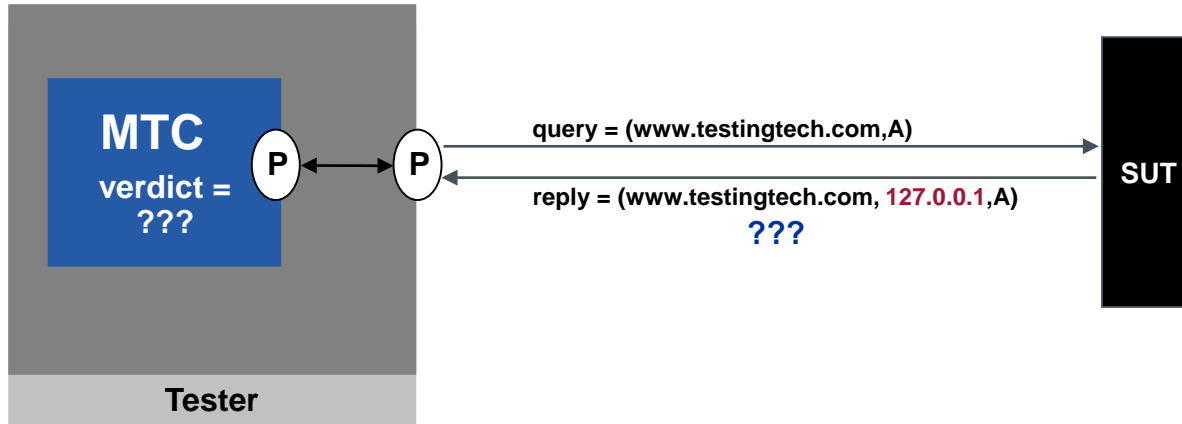 MTC
verdict =
???
P
P
query = (www.testingtech.com,A)
reply = (www.testingtech.com, 127.0.0.1,A)
???
SUT
Tester